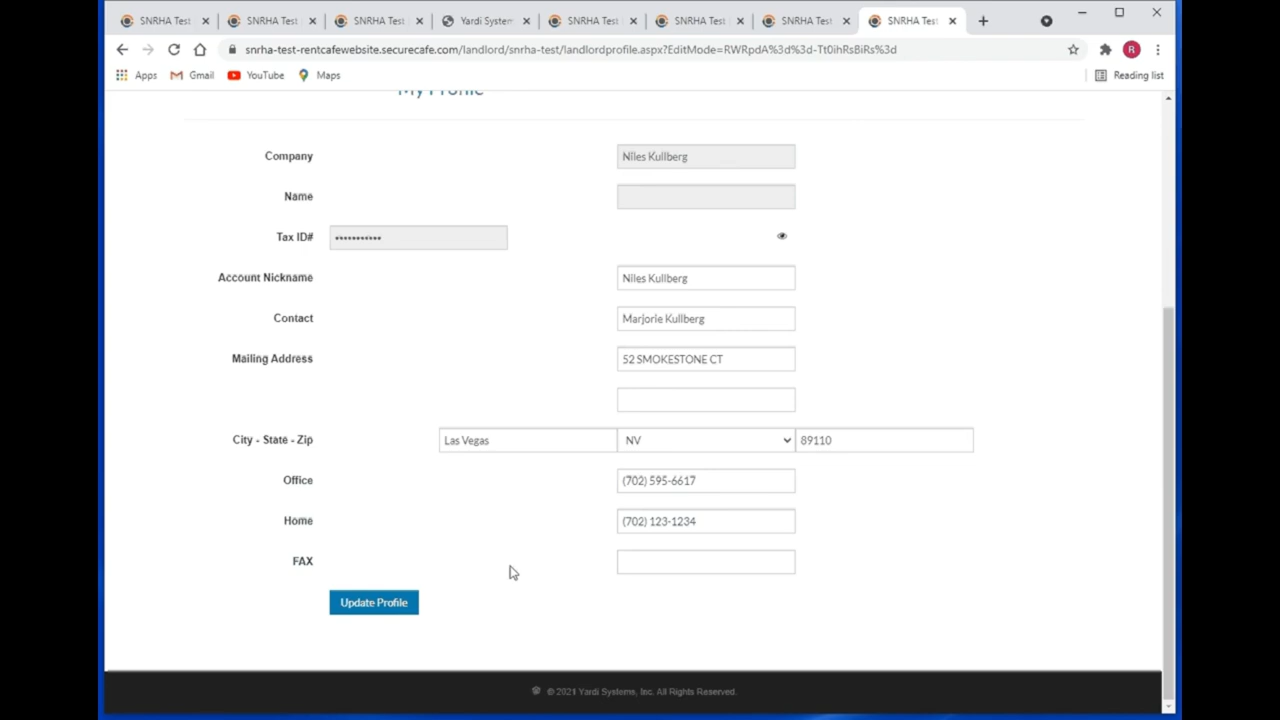 SNRHA Test SNRHA Test SNRHA Test Yardi System SNRHA Test SNRHA Test SNRHA Test SNRHA Test
snrha-test-rentcafewebsite.securecafe.com/landlord/snrha-test/landlordprofile.aspx?EditMode=RWRpdA%3d%3d-Tt0ihRsBiRs%3d R
Apps Gmail YouTube Maps Reading list
My Profile
Company Niles Kullberg
Name
Tax ID# •••••••••••
Account Nickname Niles Kullberg
Contact Marjorie Kullberg
Mailing Address 52 SMOKESTONE CT
City - State - Zip Las Vegas NV 89110
Office (702) 595-6617
Home (702) 123-1234
FAX
Update Profile
© 2021 Yardi Systems, Inc. All Rights Reserved.